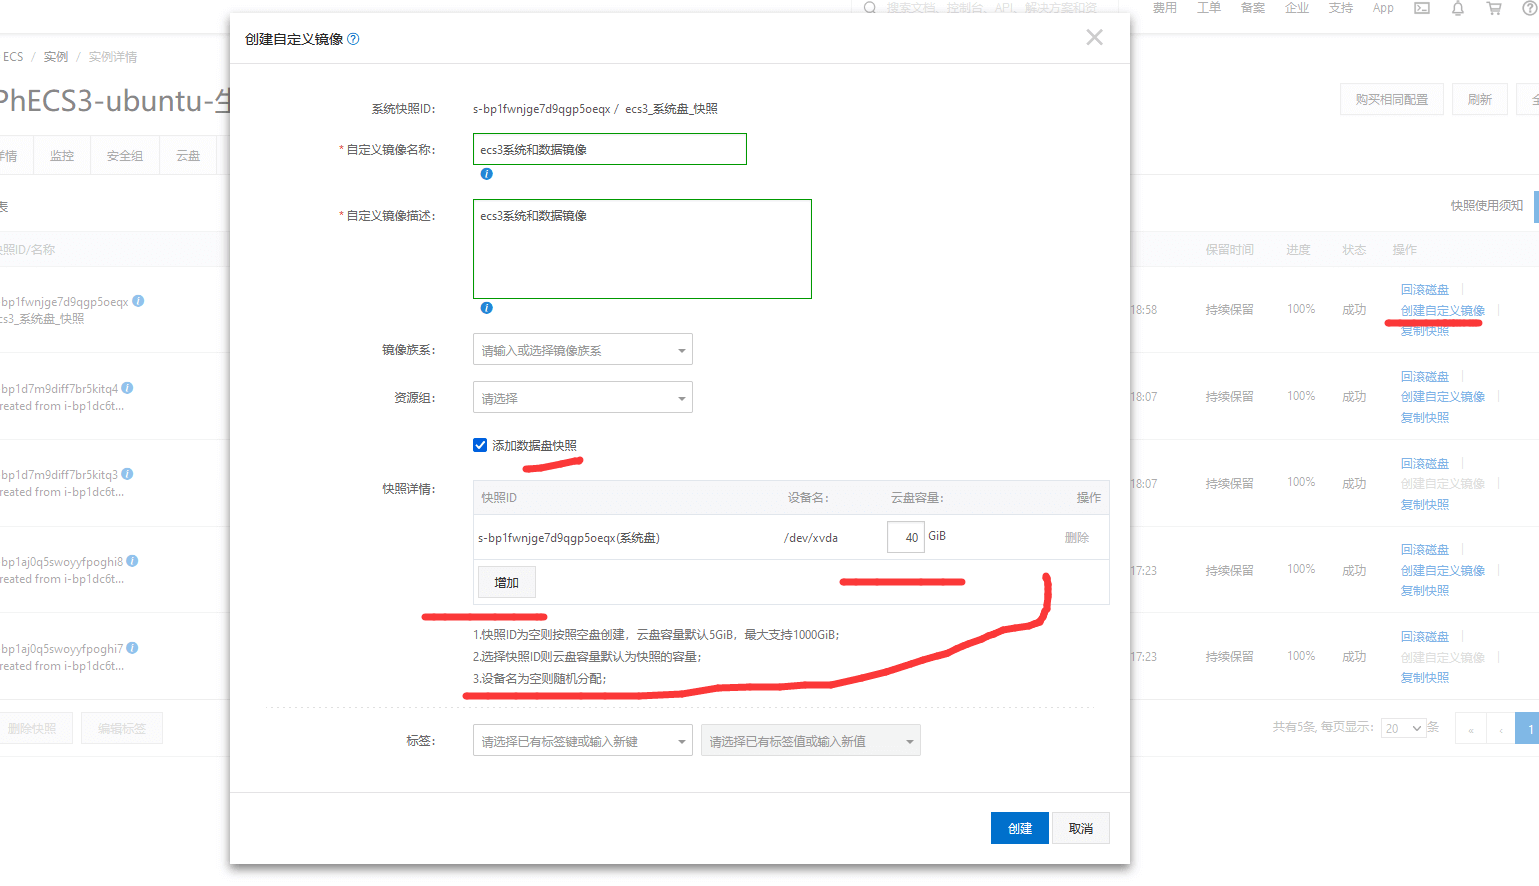 搜索文档、控制台、API、解决方案和资
费用 工单 备案 企业 支持 App
ECS / 实例 / 实例详情
PhECS3-ubuntu-
购买相同配置 刷新
详情 监控 安全组 云盘
表
快照使用须知
快照ID/名称
保留时间 进度 状态 操作
bp1fwnjge7d9qgp5oeqx
cs3_系统盘_快照
18:58 持续保留 100% 成功
回滚磁盘
创建自定义镜像
复制快照
bp1d7m9diff7br5kitq4
reated from i-bp1dc6t...
18:07 持续保留 100% 成功
回滚磁盘
创建自定义镜像
复制快照
bp1d7m9diff7br5kitq3
reated from i-bp1dc6t...
18:07 持续保留 100% 成功
回滚磁盘
创建自定义镜像
复制快照
bp1aj0q5swoyyfpoghi8
reated from i-bp1dc6t...
17:23 持续保留 100% 成功
回滚磁盘
创建自定义镜像
复制快照
bp1aj0q5swoyyfpoghi7
reated from i-bp1dc6t...
17:23 持续保留 100% 成功
回滚磁盘
创建自定义镜像
复制快照
删除快照 编辑标签
共有5条, 每页显示: 20 条 « ‹ 1
创建自定义镜像
系统快照ID: s-bp1fwnjge7d9qgp5oeqx / ecs3_系统盘_快照
*自定义镜像名称: ecs3系统和数据镜像
*自定义镜像描述: ecs3系统和数据镜像
镜像族系: 请输入或选择镜像族系
资源组: 请选择
添加数据盘快照
快照详情: 快照ID 设备名: 云盘容量: 操作
s-bp1fwnjge7d9qgp5oeqx(系统盘) /dev/xvda 40 GiB 删除
增加
1.快照ID为空则按照空盘创建，云盘容量默认5GiB，最大支持1000GiB;
2.选择快照ID则云盘容量默认为快照的容量;
3.设备名为空则随机分配;
标签: 请选择已有标签键或输入新键 请选择已有标签值或输入新值
创建 取消